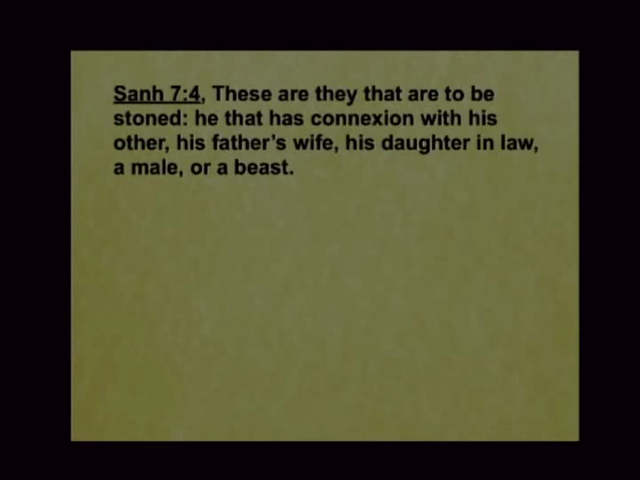 Sanh 7:4, These are they that are to be
stoned: he that has connexion with his
other, his father's wife, his daughter in law,
a male, or a beast.